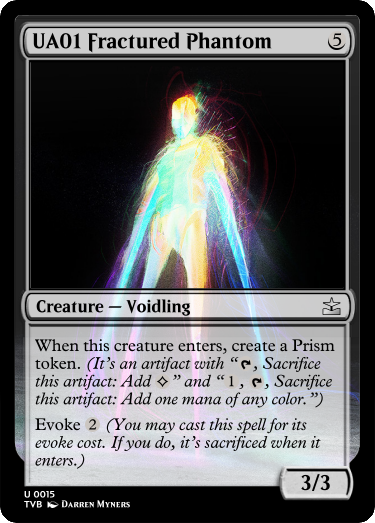 UA01 Fractured Phantom 5
Creature — Voidling
When this creature enters, create a Prism
token. (It's an artifact with “, Sacrifice
this artifact: Add ” and “1, , Sacrifice
this artifact: Add one mana of any color.”)
Evoke 2 (You may cast this spell for its
evoke cost. If you do, it's sacrificed when it
enters.)
3/3
U 0015
TVB Darren Myners